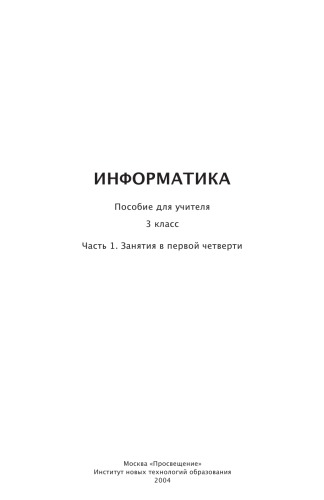 ИНФОРМАТИКА
Пособие для учителя
3 класс
Часть 1. Занятия в первой четверти
Москва «Просвещение»
Институт новых технологий образования
2004